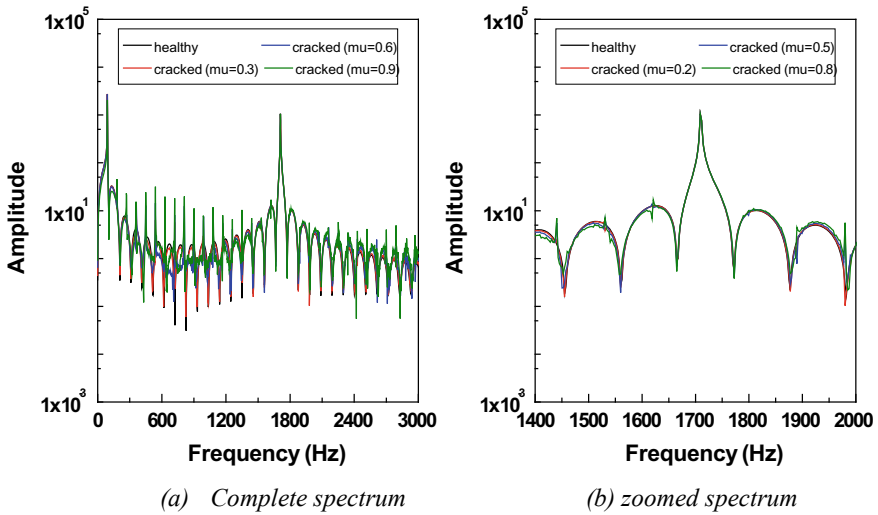 1x10^5
healthy
cracked (mu=0.6)
cracked (mu=0.3)
cracked (mu=0.9)
Amplitude
1x10^1
1x10^3
0 600 1200 1800 2400 3000
Frequency (Hz)
(a) Complete spectrum
1x10^5
healthy
cracked (mu=0.5)
cracked (mu=0.2)
cracked (mu=0.8)
Amplitude
1x10^1
1x10^3
1400 1500 1600 1700 1800 1900 2000
Frequency (Hz)
(b) zoomed spectrum